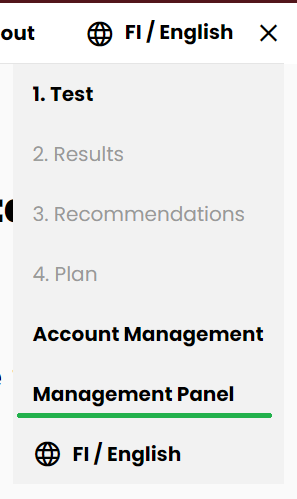 out FI / English
1. Test
2. Results
3. Recommendations
4. Plan
Account Management
Management Panel
FI / English